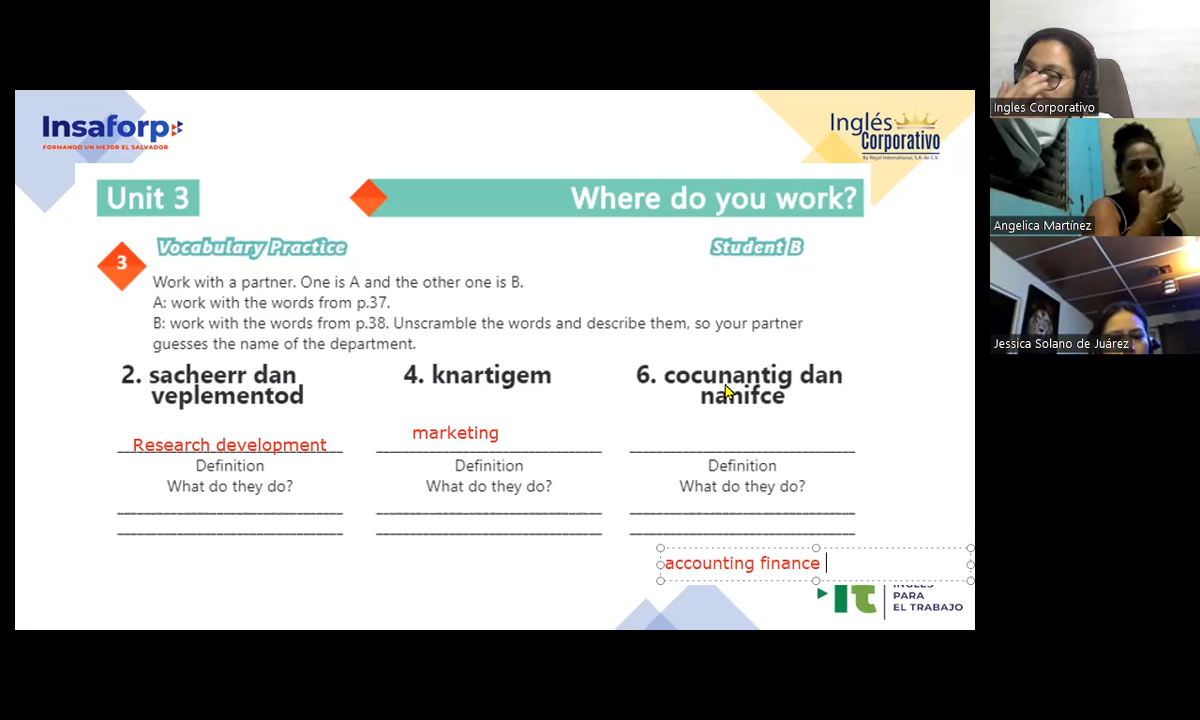 Insaforp
FORMANDO UN MEJOR EL SALVADOR
Inglés
Corporativo
By Regal International, S.A. de C.V.
Unit 3
Where do you work?
3
Vocabulary Practice
Student B
Work with a partner. One is A and the other one is B.
A: work with the words from p.37.
B: work with the words from p.38. Unscramble the words and describe them, so your partner
guesses the name of the department.
2. sacheerr dan
veplementod
4. knartigem
6. cocunantig dan
nanifce
Research development
marketing
Definition
What do they do?
Definition
What do they do?
Definition
What do they do?
accounting finance
it
INGLÉS
PARA
EL TRABAJO
Ingles Corporativo
Angelica Martínez
Jessica Solano de Juárez